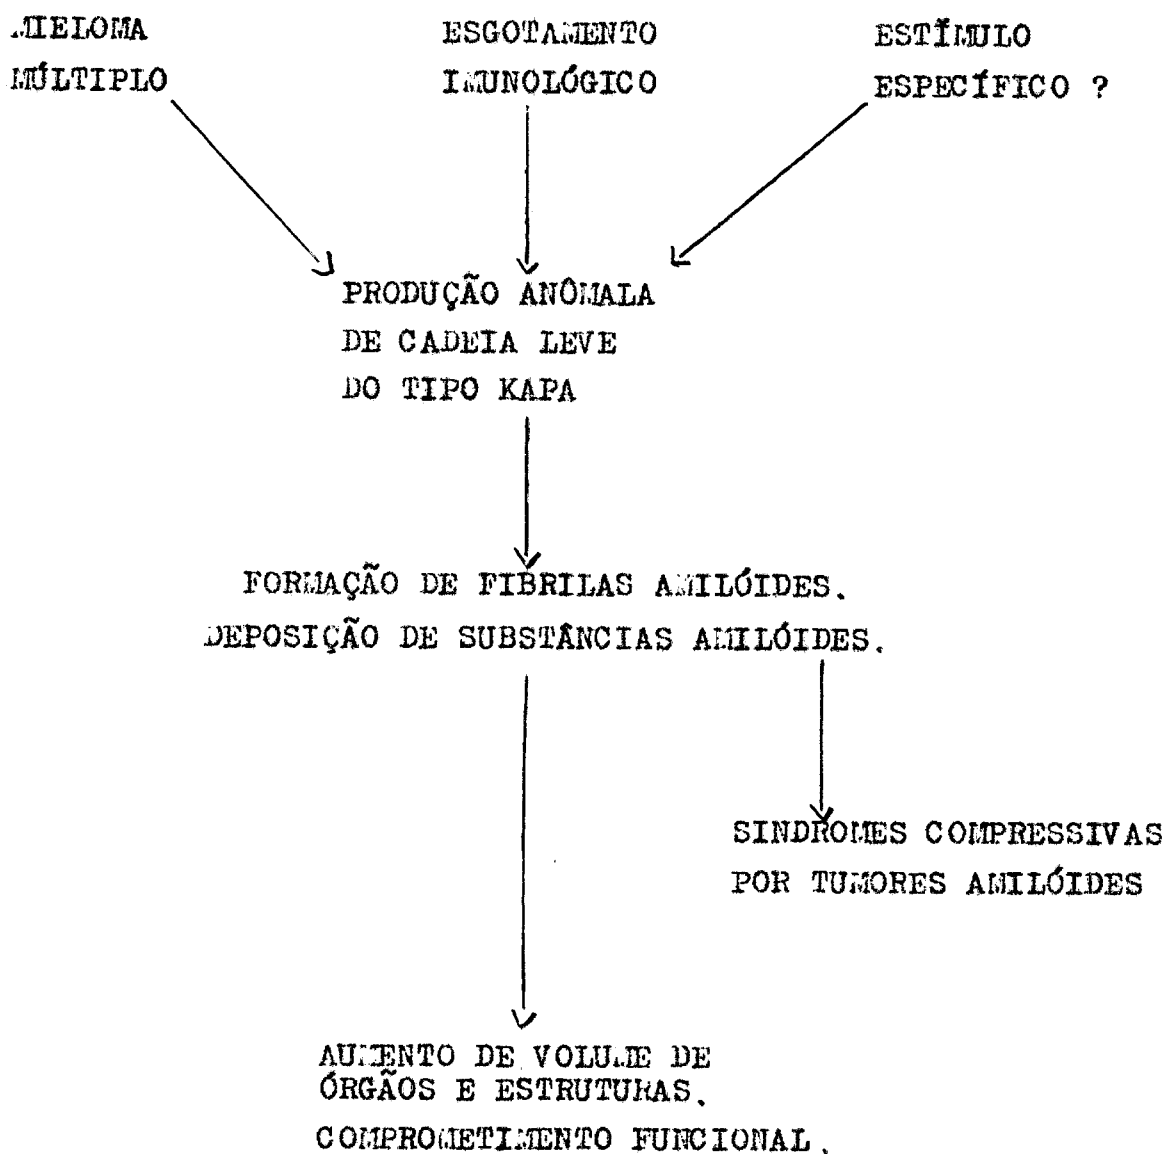 MIELOMA
MÚLTIPLO
ESGOTAMENTO
IMUNOLÓGICO
ESTÍMULO
ESPECÍFICO ?
PRODUÇÃO ANÔMALA
DE CADEIA LEVE
DO TIPO KAPA
FORMAÇÃO DE FIBRILAS AMILÓIDES.
DEPOSIÇÃO DE SUBSTÂNCIAS AMILÓIDES.
SINDROMES COMPRESSIVAS
POR TUMORES AMILÓIDES
AUMENTO DE VOLUME DE
ÓRGÃOS E ESTRUTURAS.
COMPROMETIMENTO FUNCIONAL.